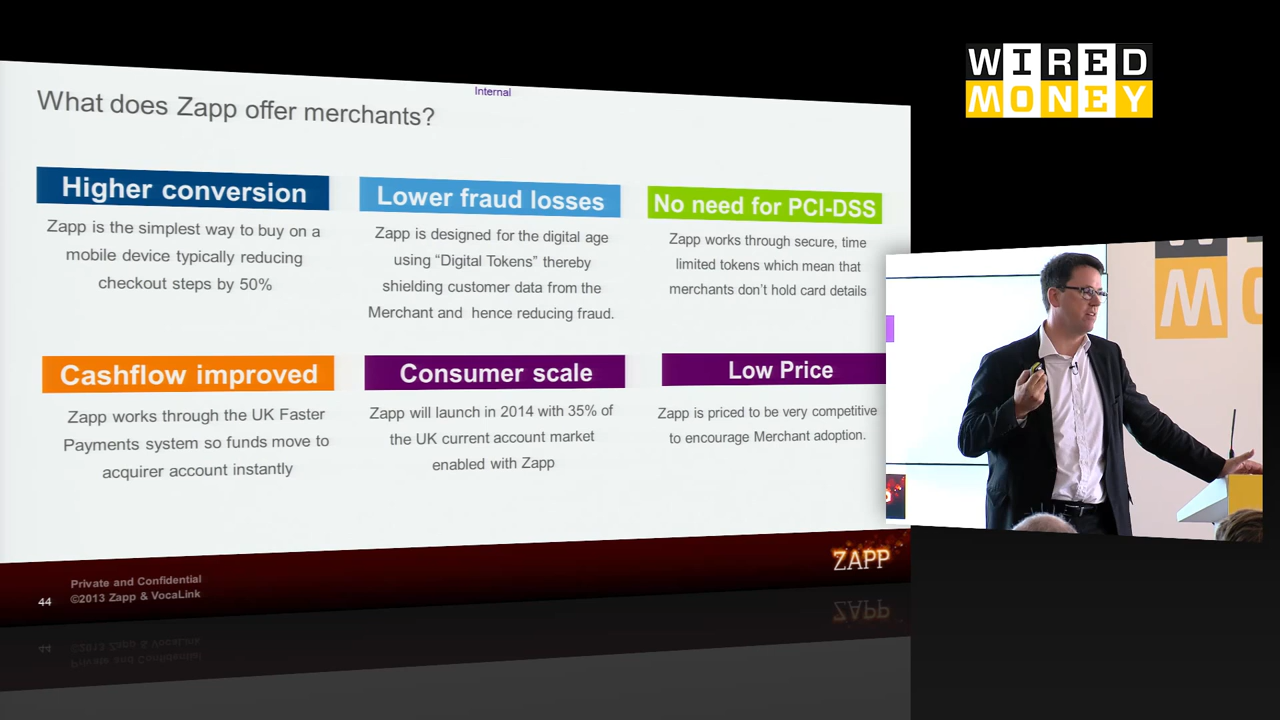 WIRED
MONEY
Internal
What does Zapp offer merchants?
Higher conversion
Zapp is the simplest way to buy on a
mobile device typically reducing
checkout steps by 50%
Lower fraud losses
Zapp is designed for the digital age
using “Digital Tokens” thereby
shielding customer data from the
Merchant and hence reducing fraud.
No need for PCI-DSS
Zapp works through secure, time
limited tokens which mean that
merchants don’t hold card details
Cashflow improved
Zapp works through the UK Faster
Payments system so funds move to
acquirer account instantly
Consumer scale
Zapp will launch in 2014 with 35% of
the UK current account market
enabled with Zapp
Low Price
Zapp is priced to be very competitive
to encourage Merchant adoption.
44
Private and Confidential
©2013 Zapp & VocaLink
ZAPP